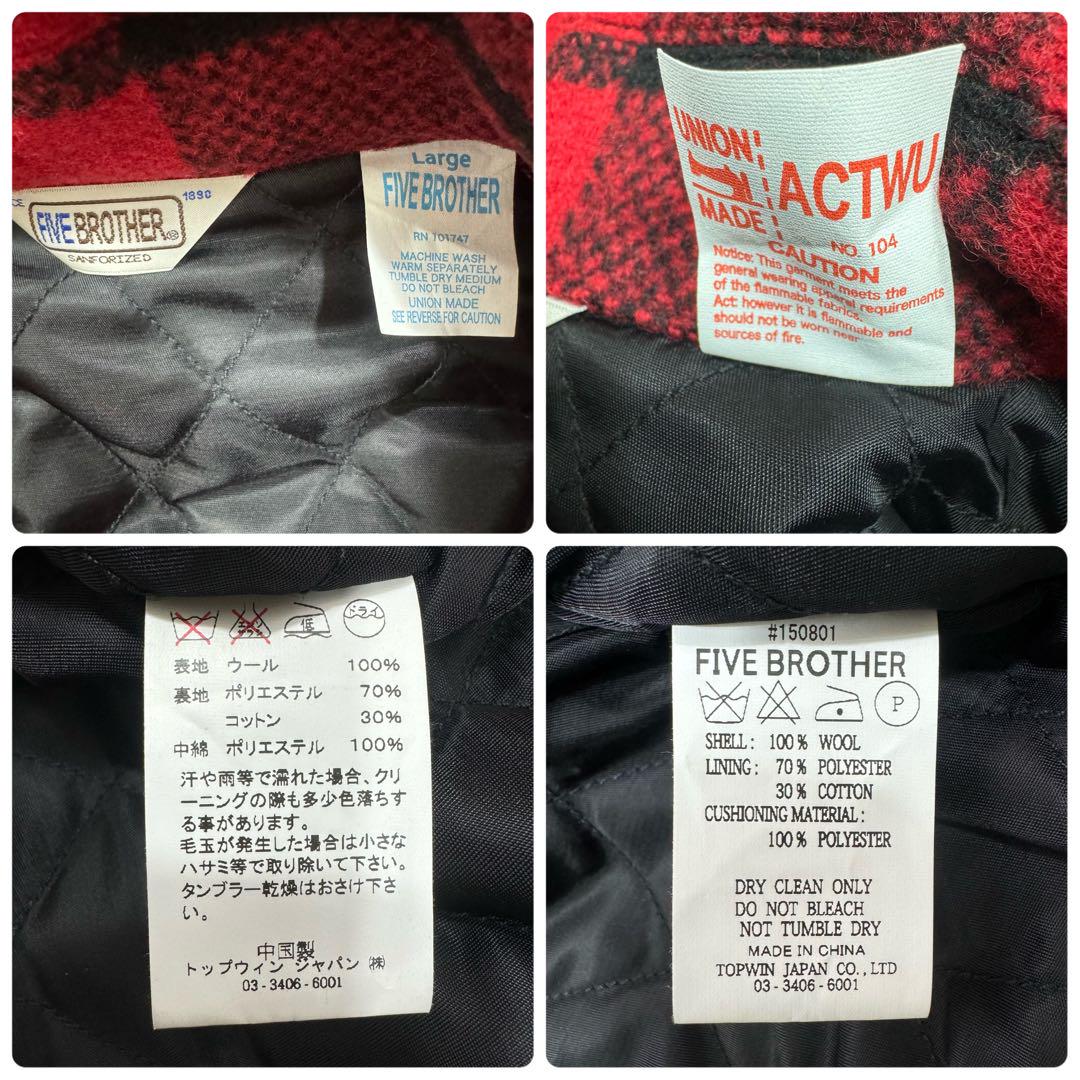 1890
FIVE BROTHER®
SANFORIZED
Large
FIVE BROTHER
RN 101747
MACHINE WASH
WARM SEPARATELY
TUMBLE DRY MEDIUM
DO NOT BLEACH
UNION MADE
SEE REVERSE FOR CAUTION
UNION
MADE
ACTWU
NO. 104
CAUTION
Notice: This garment meets the
general wearing apparel requirements
of the flammable fabrics.
Act: however it is flammable and
should not be worn near
sources of fire.
低
ドライ
表地 ウール 100%
裏地 ポリエステル 70%
コットン 30%
中綿 ポリエステル 100%
汗や雨等で濡れた場合、クリ
ーニングの際も多少色落ちす
る事があります。
毛玉が発生した場合は小さな
ハサミ等で取り除いて下さい。
タンブラー乾燥はおさけ下さ
い。
中国製
トップウィン ジャパン ㈱
03-3406-6001
#150801
FIVE BROTHER
P
SHELL: 100% WOOL
LINING: 70% POLYESTER
30% COTTON
CUSHIONING MATERIAL:
100% POLYESTER
DRY CLEAN ONLY
DO NOT BLEACH
NOT TUMBLE DRY
MADE IN CHINA
TOPWIN JAPAN CO.,LTD
03-3406-6001